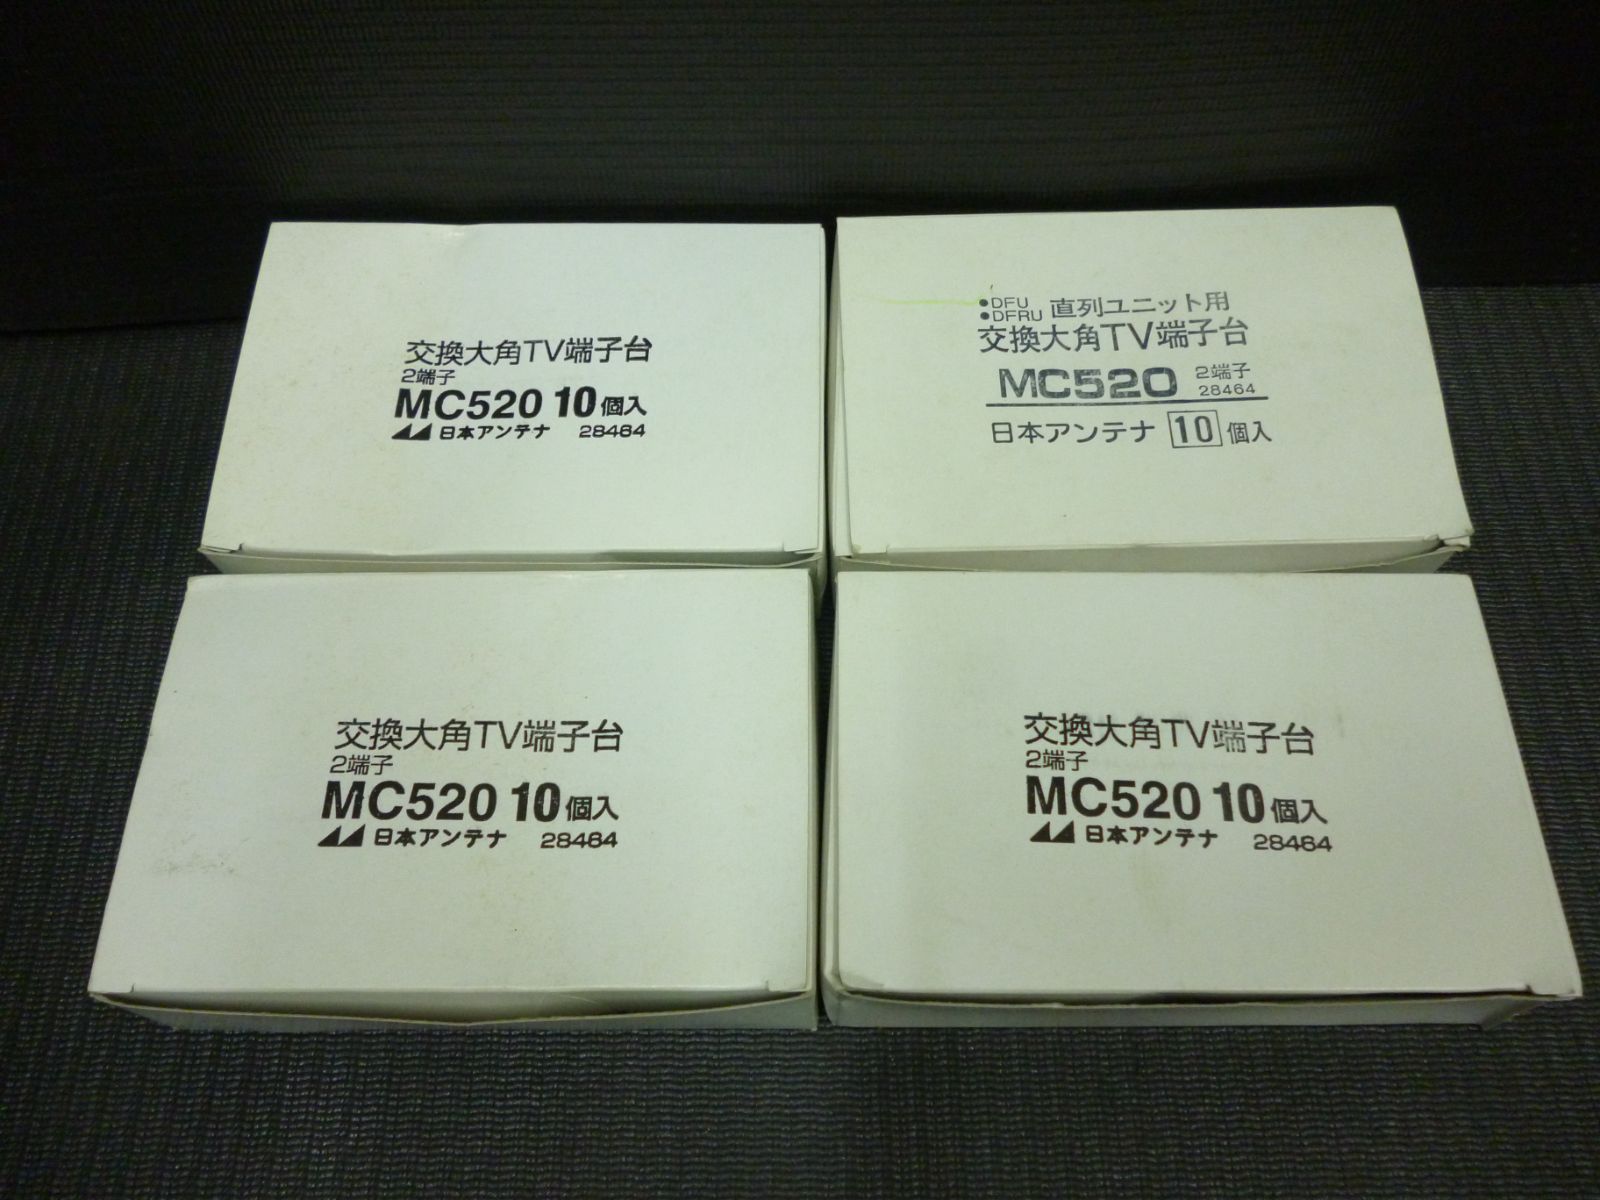 交換大角TV端子台
2端子
MC520 10個入
日本アンテナ 28464
●DFU
●DFRU 直列ユニット用
交換大角TV端子台
MC520 2端子
28464
日本アンテナ 10個入
交換大角TV端子台
2端子
MC520 10個入
日本アンテナ 28464
交換大角TV端子台
2端子
MC520 10個入
日本アンテナ 28464